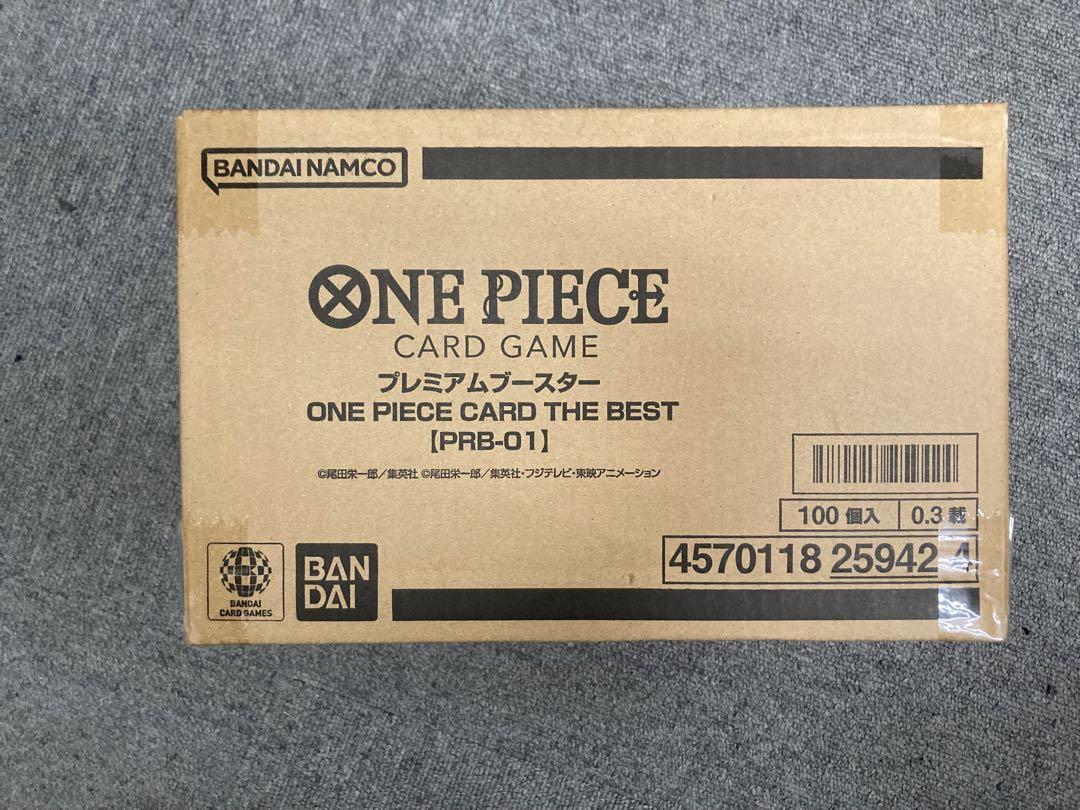 BANDAI NAMCO
ONE PIECE
CARD GAME
プレミアムブースター
ONE PIECE CARD THE BEST
【PRB-01】
©尾田栄一郎／集英社 ©尾田栄一郎／集英社・フジテレビ・東映アニメーション
100 個入 0.3 載
4570118 25942 4
BANDAI
CARD GAMES
BAN
DAI